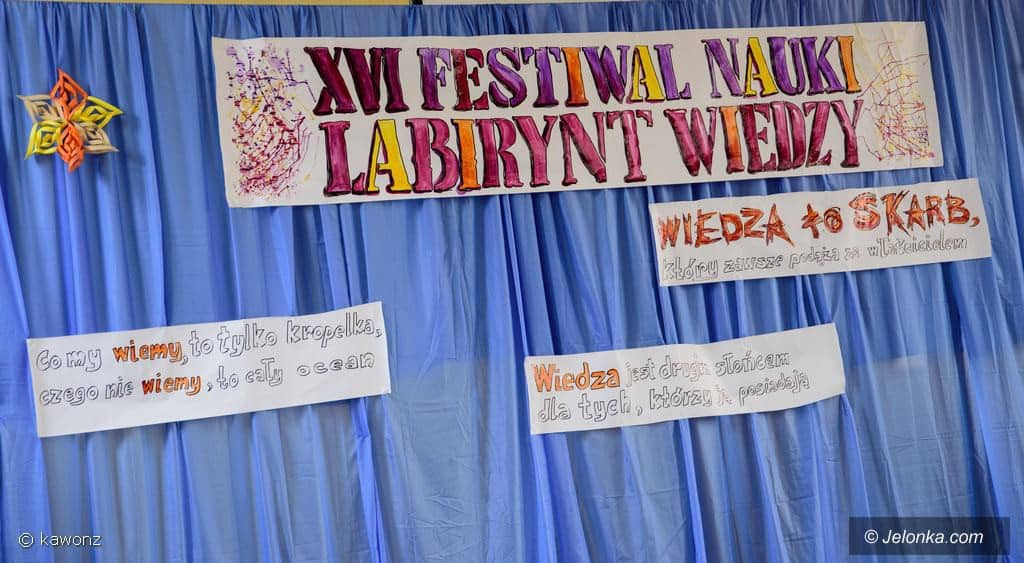 XVI FESTIWAL NAUKI
LABIRYNT WIEDZY
WIEDZA to SKARB,
który zawsze podąża za właścicielem
Co my wiemy, to tylko kropelka,
czego nie wiemy, to cały ocean
Wiedza jest drugim słońcem
dla tych, którzy ją posiadają
© kawonz
© Jelonka.com